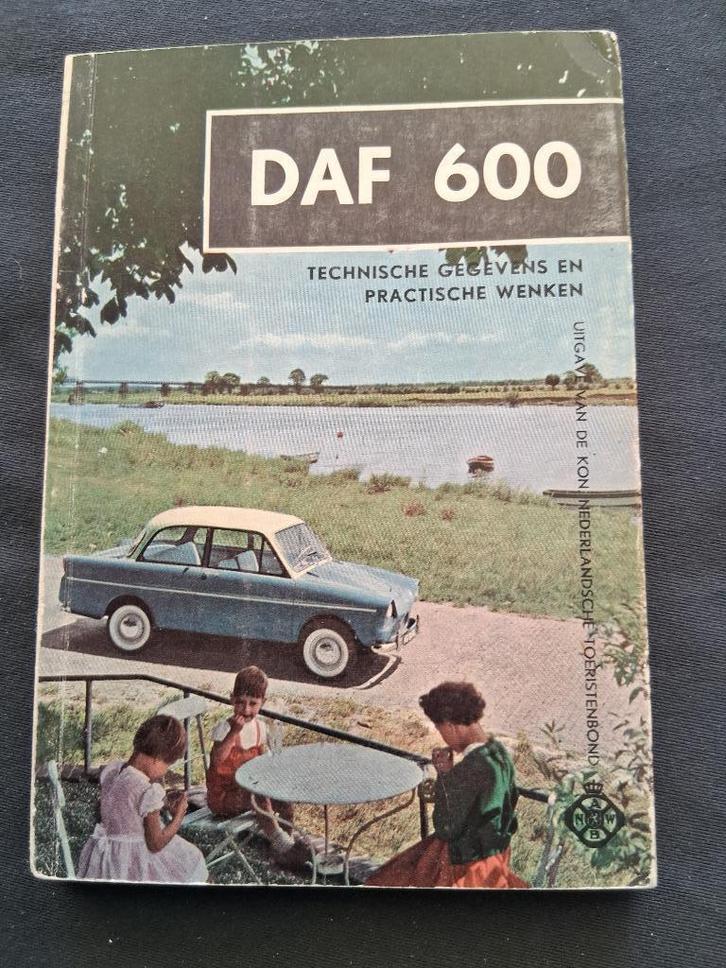 DAF 600
TECHNISCHE GEGEVENS EN
PRACTISCHE WENKEN
UITGAVE VAN DE KON. NEDERLANDSCHE TOERISTENBOND
ANWB